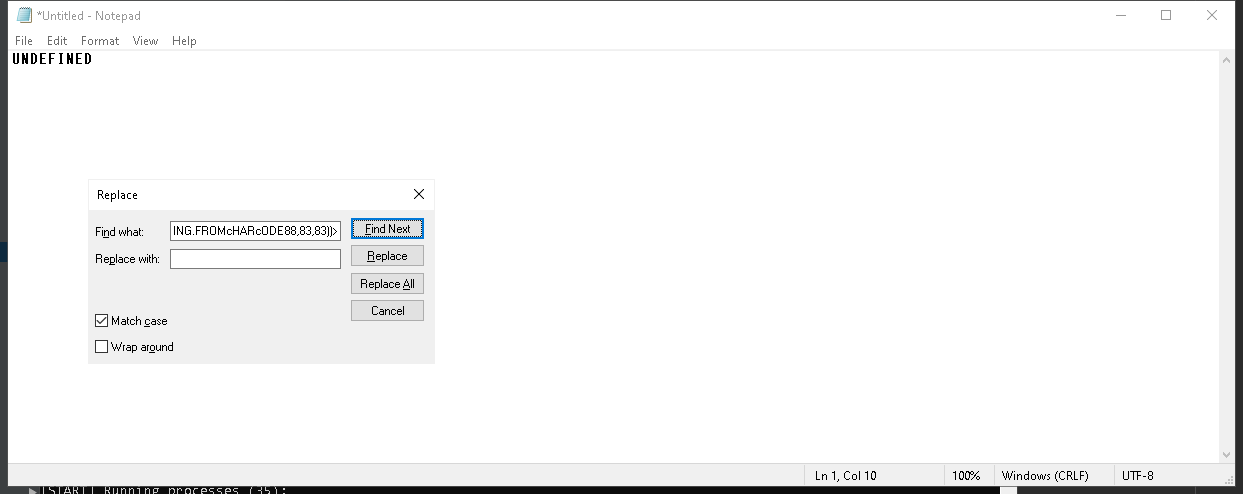 *Untitled - Notepad
File Edit Format View Help
UNDEFINED
Replace
Find what: ING.FROMcHARcODE88,83,83))> Find Next
Replace with: Replace
Replace All
Cancel
Match case
Wrap around
Ln 1, Col 10 100% Windows (CRLF) UTF-8
[START] Running processes (35):